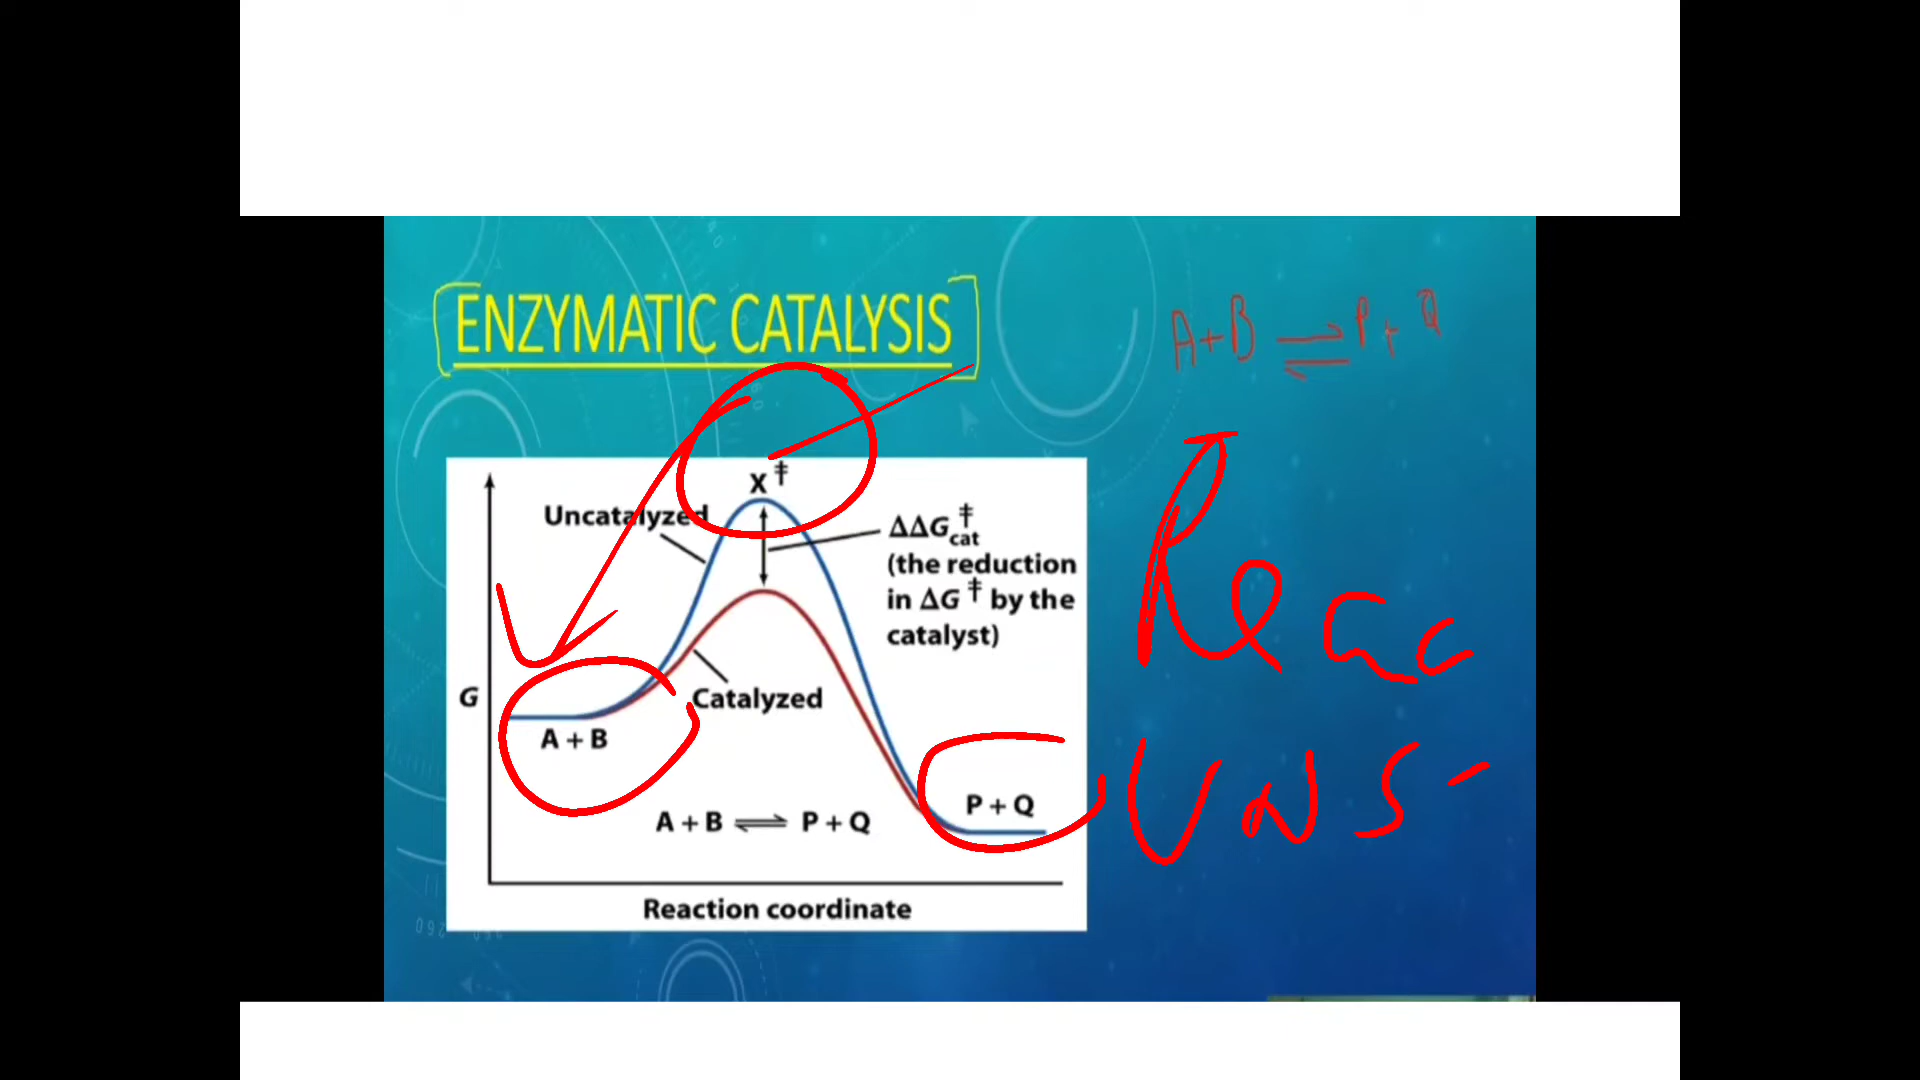 ENZYMATIC CATALYSIS
A+B ⇌ P+ Q
X‡
Uncatalyzed
ΔΔG‡cat
(the reduction
in ΔG‡ by the
catalyst)
Reac
Catalyzed
G
A + B
P + Q
A + B ⇌ P + Q
Uns-
Reaction coordinate